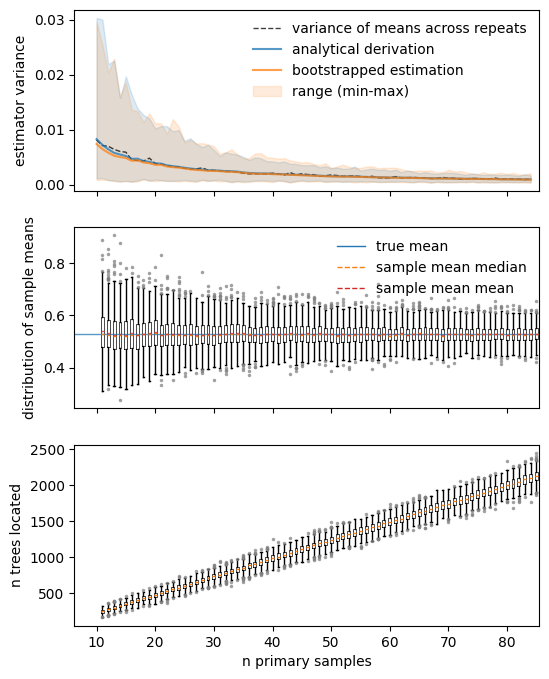 0.03
0.02
0.01
0.00
estimator variance
variance of means across repeats
analytical derivation
bootstrapped estimation
range (min-max)
0.8
0.6
0.4
distribution of sample means
true mean
sample mean median
sample mean mean
2500
2000
1500
1000
500
n trees located
10 20 30 40 50 60 70 80
n primary samples